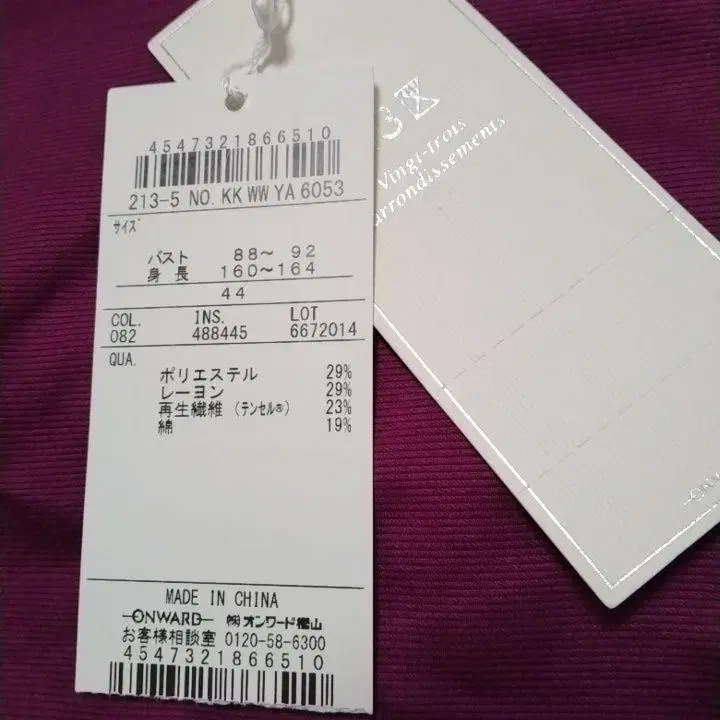 4547321866510
213-5 NO. KK WW YA 6053
サイズ
バスト 88～ 92
身長 160～164
44
COL. INS. LOT
082 488445 6672014
QUA.
ポリエステル 29%
レーヨン 29%
再生繊維 (テンセル®) 23%
綿 19%
MADE IN CHINA
ONWARD ㈱オンワード樫山
お客様相談室 0120-58-6300
4547321866510
3区
Vingt-trois
arrondissements